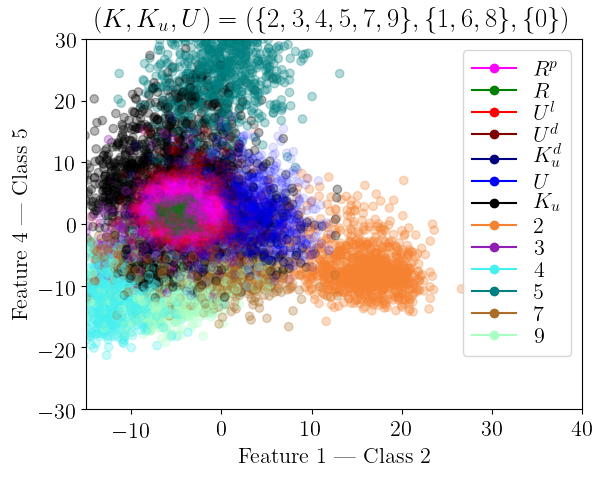 (K, K_u, U) = ({2, 3, 4, 5, 7, 9}, {1, 6, 8}, {0})
30
20
10
0
−10
−20
−30
Feature 4 — Class 5
−10
0
10
20
30
40
Feature 1 — Class 2
R^p
R
U^l
U^d
K_u^d
U
K_u
2
3
4
5
7
9